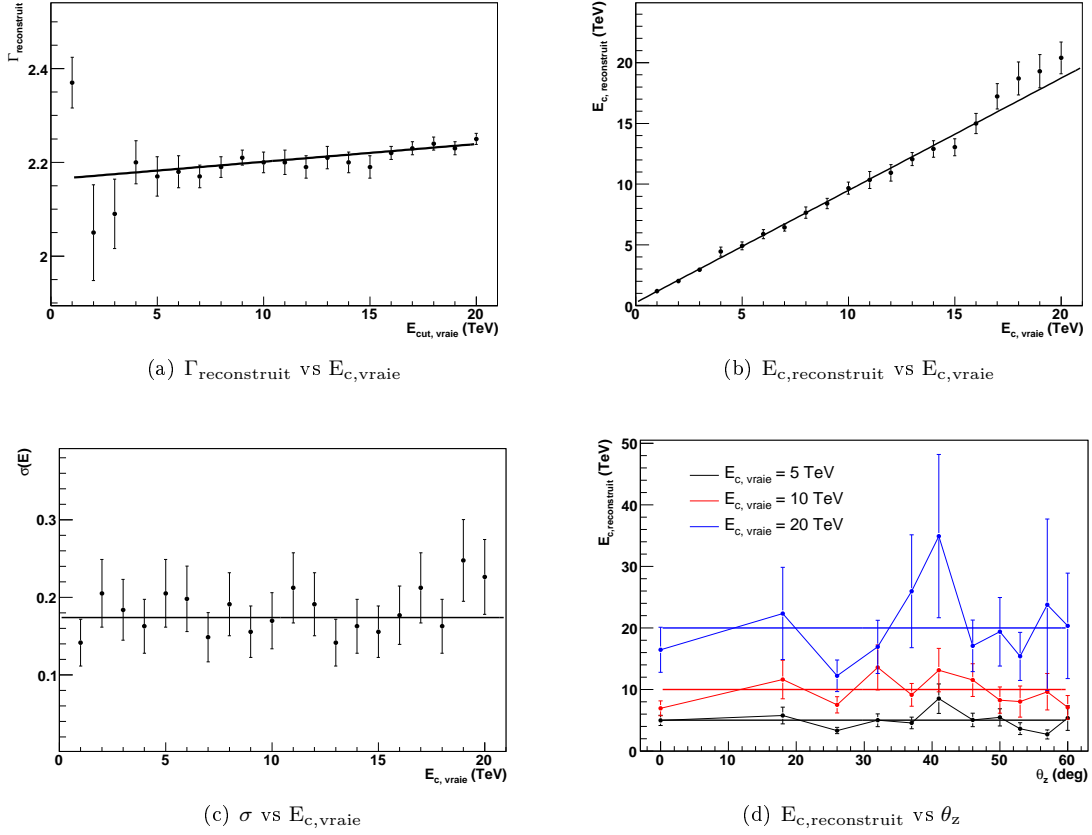 Γreconstruit
2.4
2.2
2
0 5 10 15 20
Ecut, vraie (TeV)
(a) Γreconstruit vs Ec,vraie
Ec, reconstruit (TeV)
20
15
10
5
0
0 5 10 15 20
Ec, vraie (TeV)
(b) Ec,reconstruit vs Ec,vraie
σ(E)
0.3
0.2
0.1
0 5 10 15 20
Ec, vraie (TeV)
(c) σ vs Ec,vraie
Ec,reconstruit (TeV)
50
40
30
20
10
0
Ec, vraie = 5 TeV
Ec, vraie = 10 TeV
Ec, vraie = 20 TeV
0 10 20 30 40 50 60
θz (deg)
(d) Ec,reconstruit vs θz